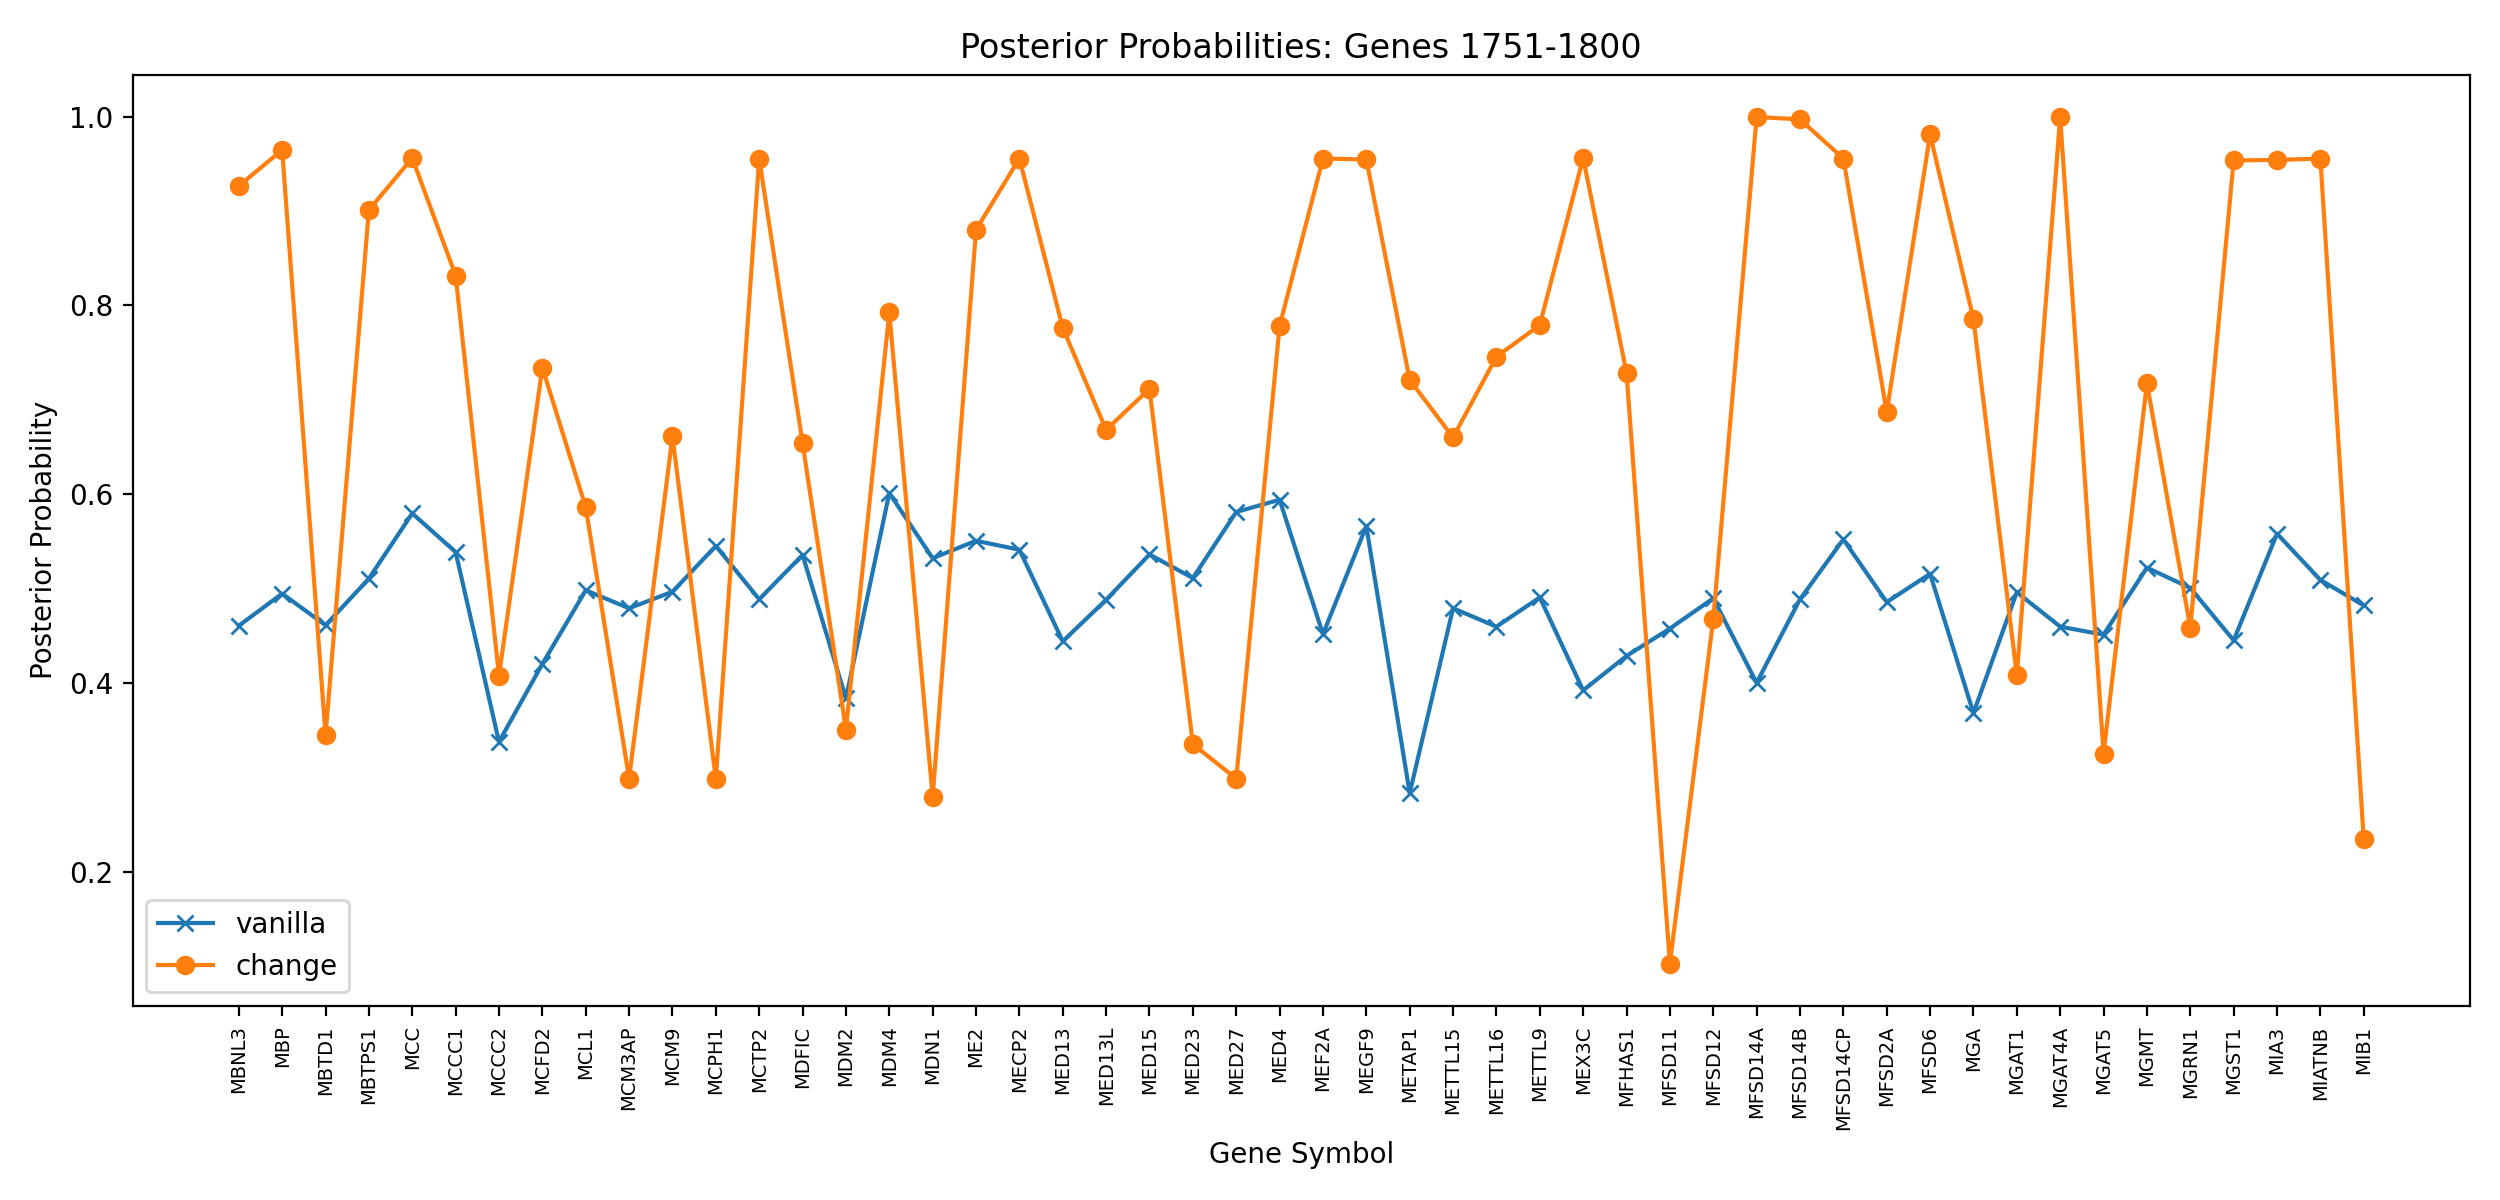 Posterior Probabilities: Genes 1751-1800
Posterior Probability
1.0
0.8
0.6
0.4
0.2
vanilla
change
MBNL3
MBP
MBTD1
MBTPS1
MCC
MCCC1
MCCC2
MCFD2
MCL1
MCM3AP
MCM9
MCPH1
MCTP2
MDFIC
MDM2
MDM4
MDN1
ME2
MECP2
MED13
MED13L
MED15
MED23
MED27
MED4
MEF2A
MEGF9
METAP1
METTL15
METTL16
METTL9
MEX3C
MFHAS1
MFSD11
MFSD12
MFSD14A
MFSD14B
MFSD14CP
MFSD2A
MFSD6
MGA
MGAT1
MGAT4A
MGAT5
MGMT
MGRN1
MGST1
MIA3
MIATNB
MIB1
Gene Symbol